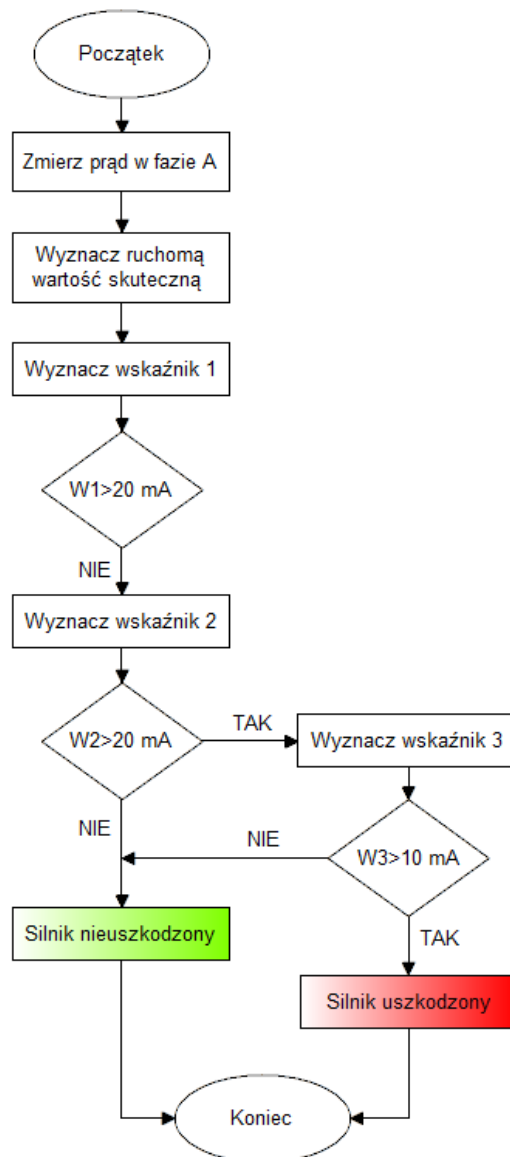 Początek
Zmierz prąd w fazie A
Wyznacz ruchomą
wartość skuteczną
Wyznacz wskaźnik 1
W1>20 mA
NIE
Wyznacz wskaźnik 2
W2>20 mA
TAK
Wyznacz wskaźnik 3
NIE
NIE
W3>10 mA
Silnik nieuszkodzony
TAK
Silnik uszkodzony
Koniec